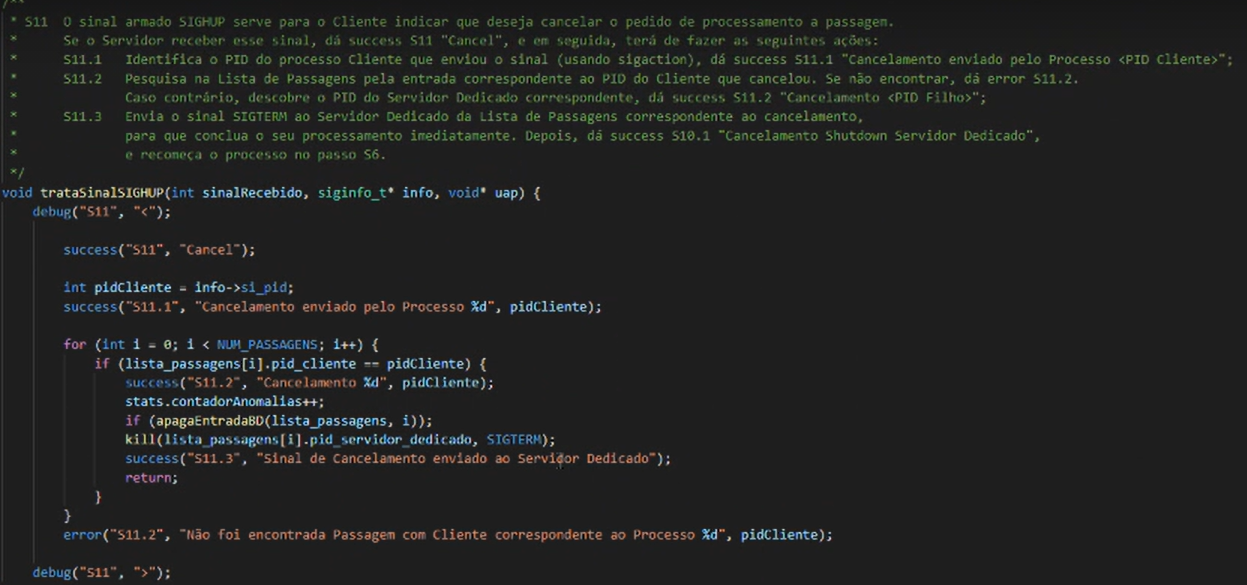 /**
 * S11  O sinal armado SIGHUP serve para o Cliente indicar que deseja cancelar o pedido de processamento a passagem.
 *      Se o Servidor receber esse sinal, dá success S11 "Cancel", e em seguida, terá de fazer as seguintes ações:
 *      S11.1   Identifica o PID do processo Cliente que enviou o sinal (usando sigaction), dá success S11.1 "Cancelamento enviado pelo Processo <PID Cliente>";
 *      S11.2   Pesquisa na Lista de Passagens pela entrada correspondente ao PID do Cliente que cancelou. Se não encontrar, dá error S11.2.
 *              Caso contrário, descobre o PID do Servidor Dedicado correspondente, dá success S11.2 "Cancelamento <PID Filho>";
 *      S11.3   Envia o sinal SIGTERM ao Servidor Dedicado da Lista de Passagens correspondente ao cancelamento,
 *              para que conclua o seu processamento imediatamente. Depois, dá success S10.1 "Cancelamento Shutdown Servidor Dedicado",
 *              e recomeça o processo no passo S6.
 */
void trataSinalSIGHUP(int sinalRecebido, siginfo_t* info, void* uap) {
    debug("S11", "<");
        success("S11", "Cancel");
        int pidCliente = info->si_pid;
        success("S11.1", "Cancelamento enviado pelo Processo %d", pidCliente);
        for (int i = 0; i < NUM_PASSAGENS; i++) {
            if (lista_passagens[i].pid_cliente == pidCliente) {
                success("S11.2", "Cancelamento %d", pidCliente);
                stats.contadorAnomalias++;
                if (apagaEntradaBD(lista_passagens, i));
                kill(lista_passagens[i].pid_servidor_dedicado, SIGTERM);
                success("S11.3", "Sinal de Cancelamento enviado ao Servidor Dedicado");
                return;
            }
        }
        error("S11.2", "Não foi encontrada Passagem com Cliente correspondente ao Processo %d", pidCliente);
    debug("S11", ">");